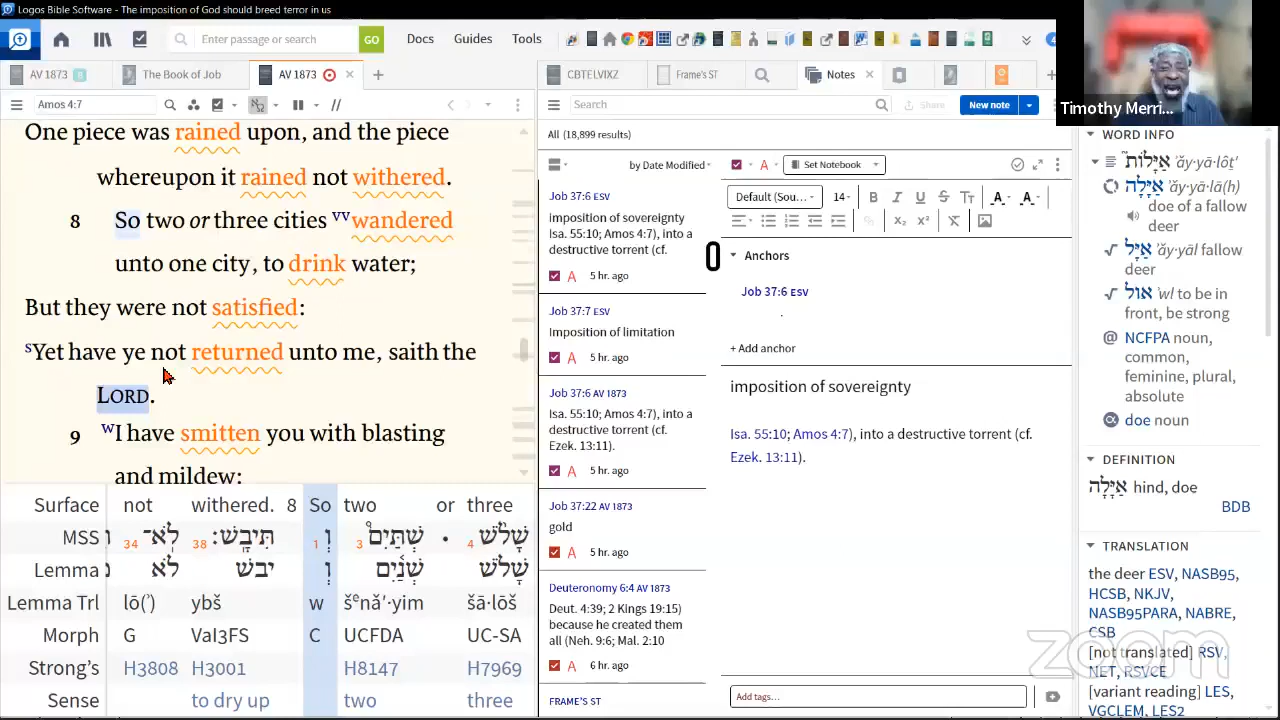 Logos Bible Software - The imposition of God should breed terror in us
Enter passage or search
GO
Docs
Guides
Tools
Timothy Merri...
AV 1873
8
The Book of Job
AV 1873
CBTELVIXZ
Frame's ST
Notes
Amos 4:7
One piece was rained upon, and the piece
whereupon it rained not withered.
8 So two or three cities vv wandered
unto one city, to drink water;
But they were not satisfied:
s Yet have ye not returned unto me, saith the
LORD.
9 w I have smitten you with blasting
and mildew:
Surface not withered. 8 So two or three
MSS לֹֽא־ 34 תִּיבָֽשׁ׃ 38 וְ 1 שְׁתַּ֨יִם 3 • שָׁלֹ֤שׁ 4
Lemma לֹא יבשׁ וְ שְׁנַ֫יִם שָׁלֹשׁ
Lemma Trl lō(ʾ) ybš w šᵉnǎʹ·yim šā·lōš
Morph G VaI3FS C UCFDA UC-SA
Strong's H3808 H3001 H8147 H7969
Sense to dry up two three
Search
Share
New note
All (18,899 results)
by Date Modified
Job 37:6 ESV
imposition of sovereignty
Isa. 55:10; Amos 4:7), into a
destructive torrent (cf.
A 5 hr. ago
Job 37:7 ESV
Imposition of limitation
A 5 hr. ago
Job 37:6 AV 1873
Isa. 55:10; Amos 4:7), into a
destructive torrent (cf.
Ezek. 13:11).
A 5 hr. ago
Job 37:22 AV 1873
gold
A 5 hr. ago
Deuteronomy 6:4 AV 1873
Deut. 4:39; 2 Kings 19:15)
because he created them
all (Neh. 9:6; Mal. 2:10
A 6 hr. ago
FRAME'S ST
A Set Notebook
Default (Sou... 14 B I U S Tт A A
x² x₂
Anchors
Job 37:6 ESV
+ Add anchor
imposition of sovereignty
Isa. 55:10; Amos 4:7), into a destructive torrent (cf.
Ezek. 13:11).
Add tags...
WORD INFO
אַיָּל֖וֹת ʾǎy·yā·lôṯ
אַיָּלָה ʾǎy·yā·lā(h)
doe of a fallow
deer
אַיָּל ʾǎy·yāl fallow
deer
אול ʾwl to be in
front, be strong
NCFPA noun,
common,
feminine, plural,
absolute
doe noun
DEFINITION
אַיָּלָה hind, doe
BDB
TRANSLATION
the deer ESV, NASB95,
HCSB, NKJV,
NASB95PARA, NABRE,
CSB
[not translated] RSV,
NET, RSVCE
[variant reading] LES,
VGCLEM, LES2
zoom